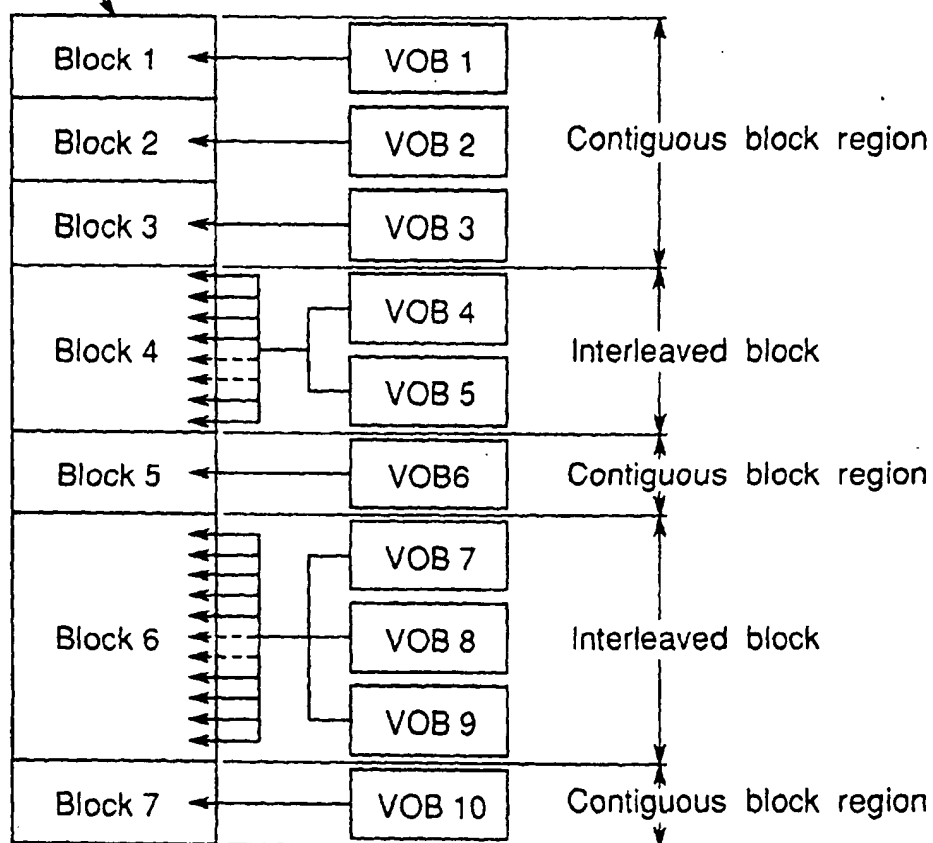 Block 1 VOB 1
Block 2 VOB 2 Contiguous block region
Block 3 VOB 3
VOB 4
Block 4 Interleaved block
VOB 5
Block 5 VOB6 Contiguous block region
VOB 7
Block 6 VOB 8 Interleaved block
VOB 9
Block 7 VOB 10 Contiguous block region